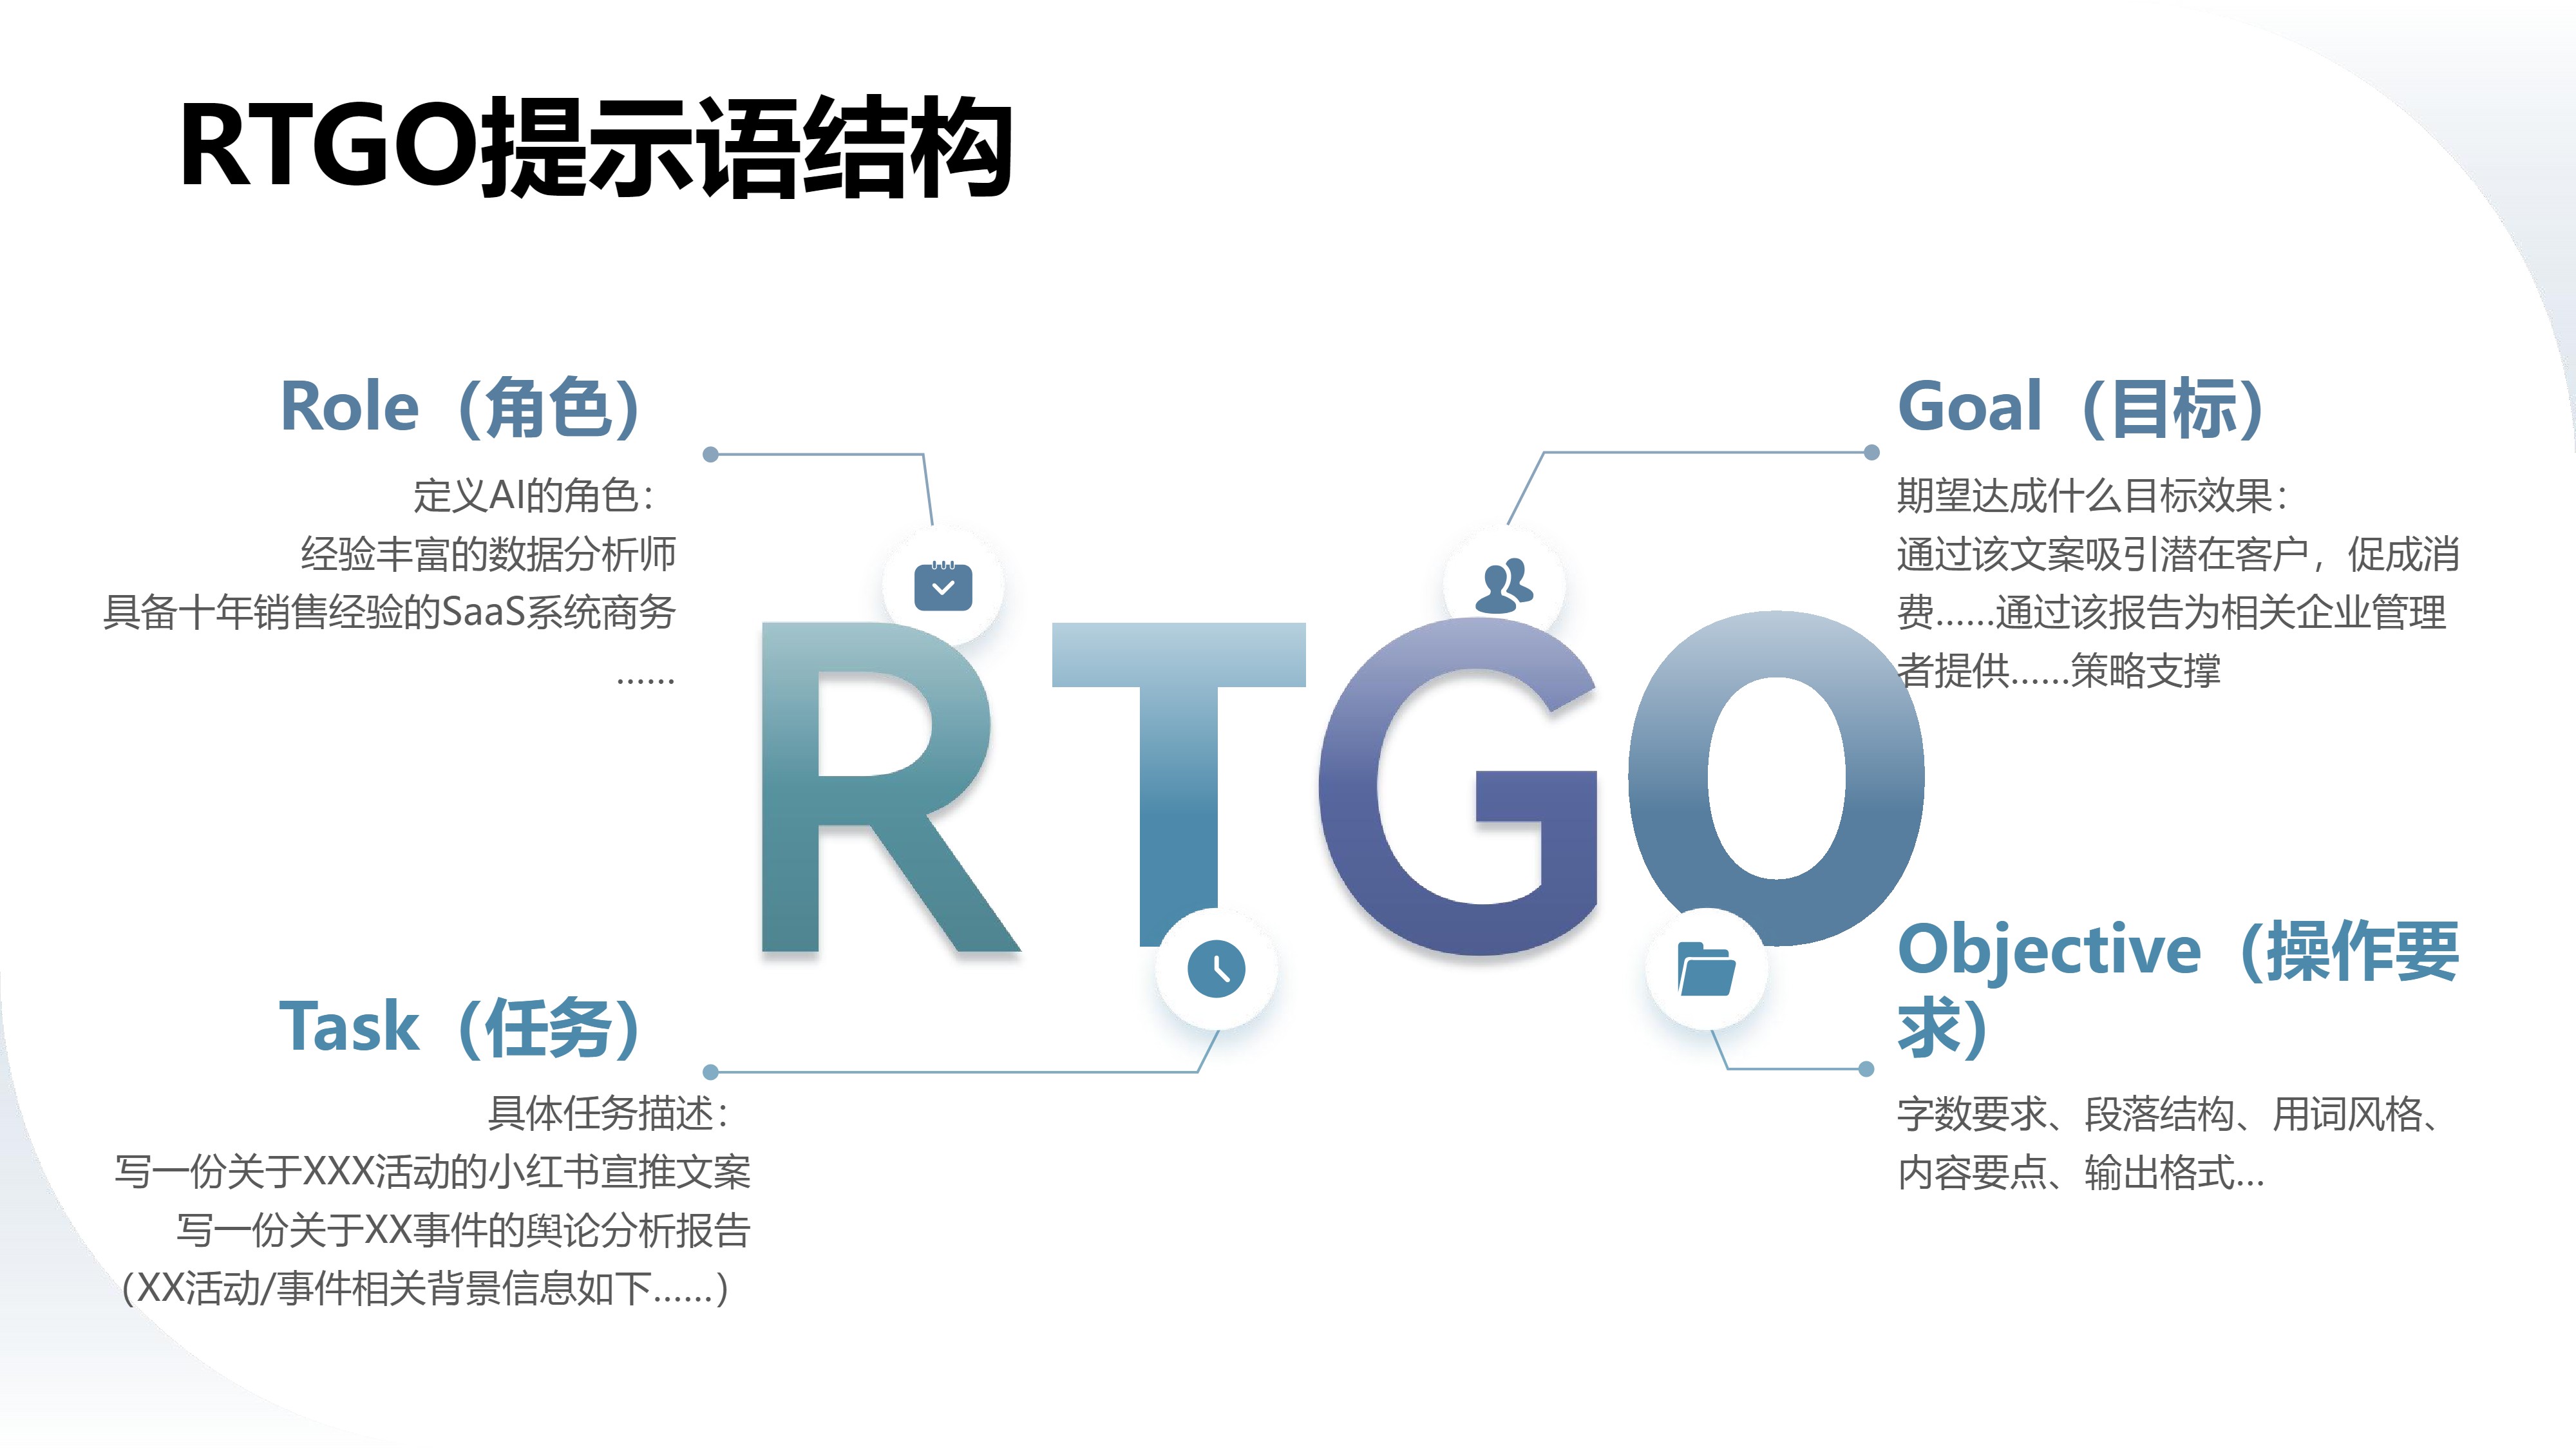 RTGO提示语结构
Role（角色）
定义AI的角色：
经验丰富的数据分析师
具备十年销售经验的SaaS系统商务
……
Goal（目标）
期望达成什么目标效果：
通过该文案吸引潜在客户，促成消
费……通过该报告为相关企业管理
者提供……策略支撑
RTGO
Task（任务）
具体任务描述：
写一份关于XXX活动的小红书宣推文案
写一份关于XX事件的舆论分析报告
（XX活动/事件相关背景信息如下……）
Objective（操作要
求）
字数要求、段落结构、用词风格、
内容要点、输出格式…